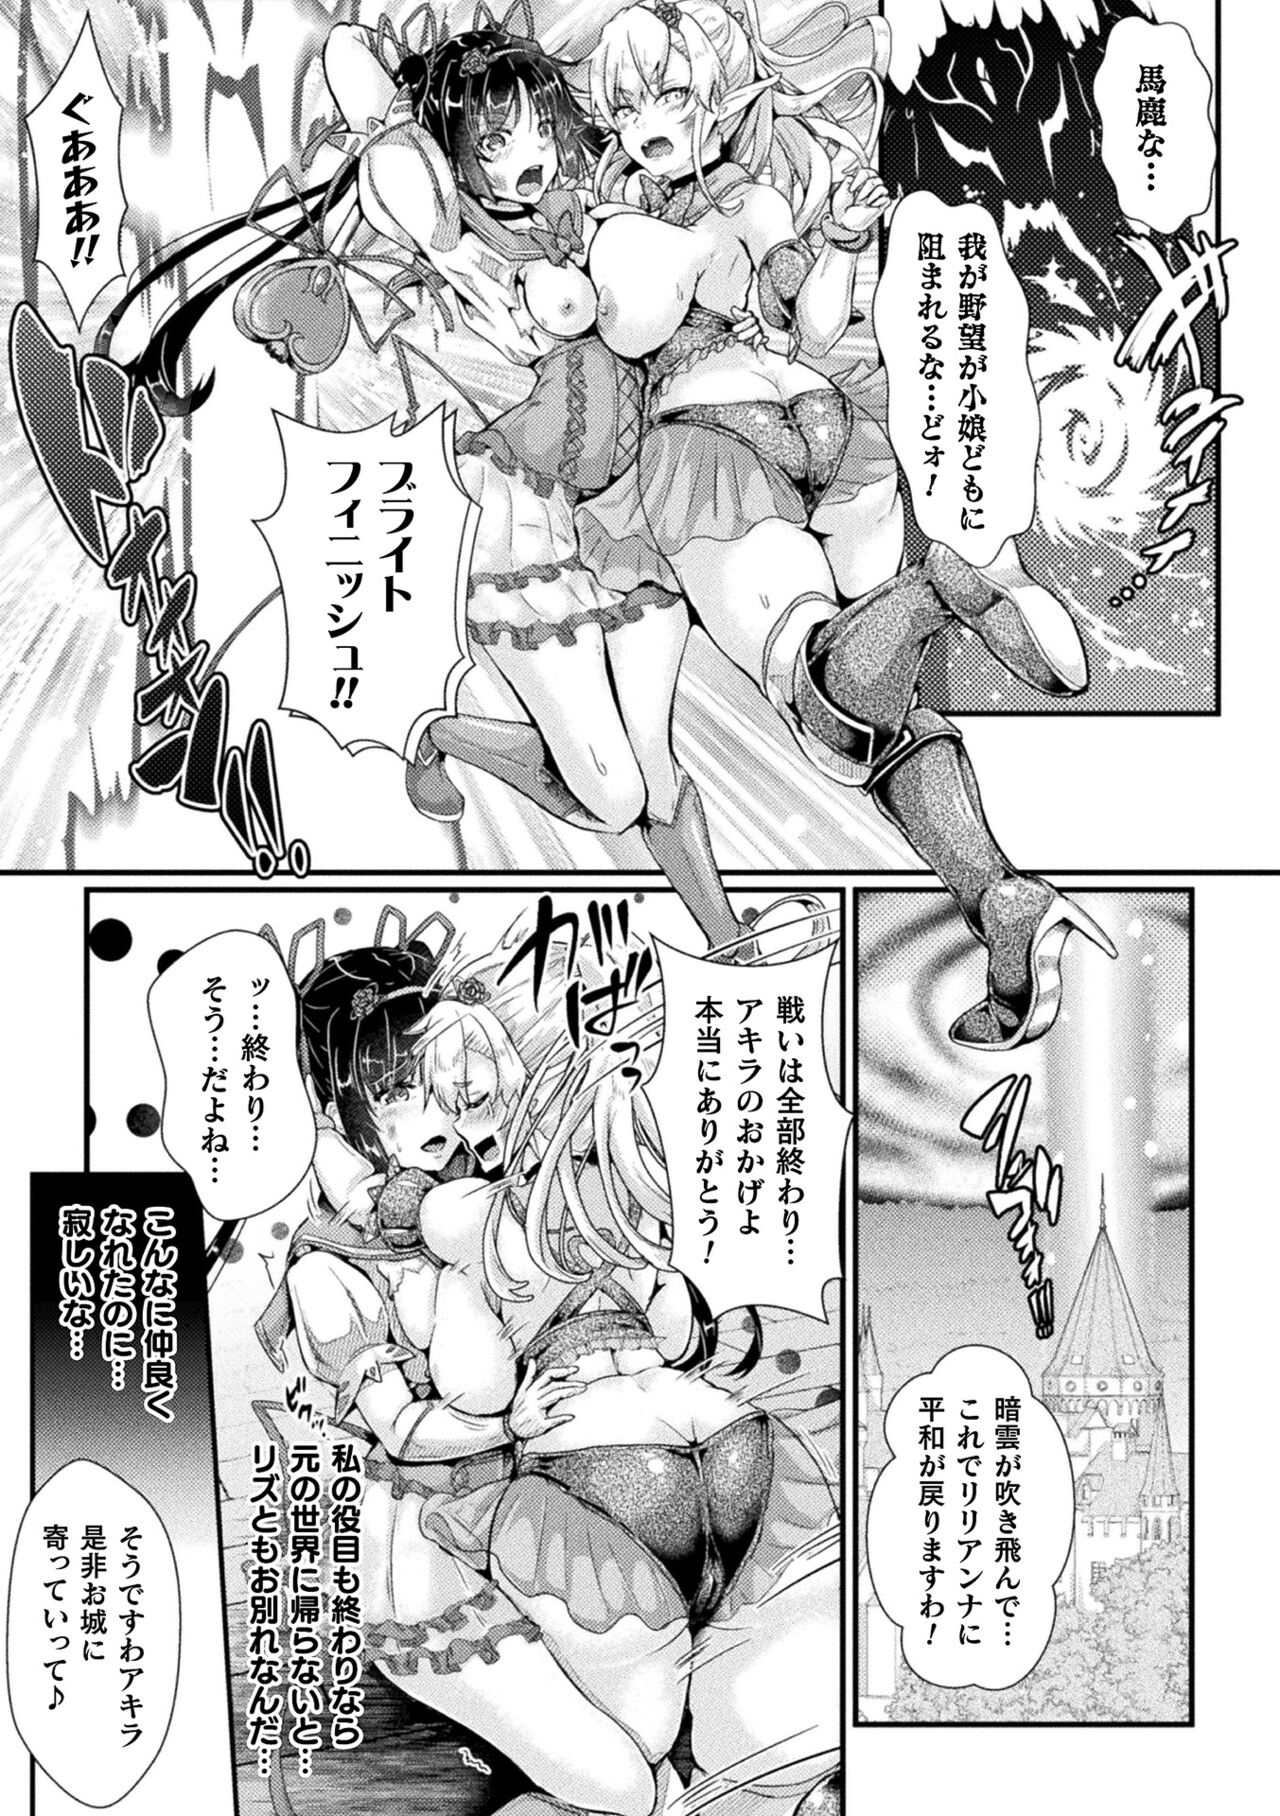 馬鹿な…
我が野望が小娘どもに
阻まれるな…どォ！
ブライト
フィニッシュ!!
ぐあああ!!
暗雲が吹き飛んで…
これでリリアンナに
平和が戻りますわ！
戦いは全部終わり…
アキラのおかげよ
本当にありがとう！
ガバッ
ッ…終わり…
そう…だよね…
私の役目も終わりなら
元の世界に帰らないと…
リズともお別れなんだ…
こんなに仲良く
なれたのに…
寂しいな…
そうですわアキラ
是非お城に
寄っていって♪